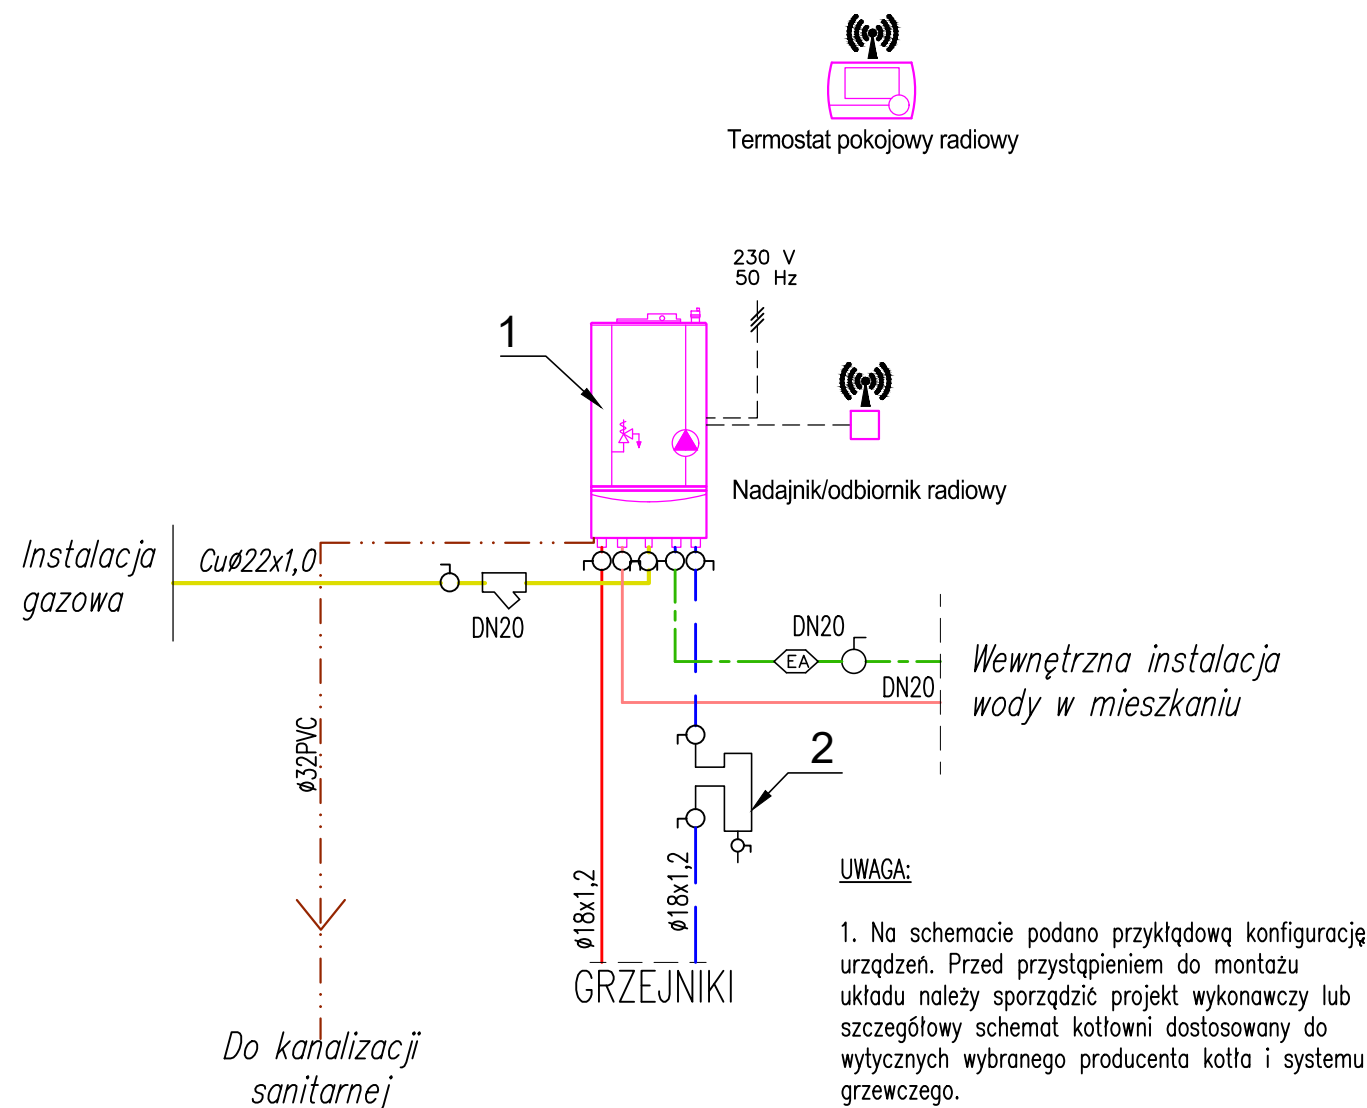 Termostat pokojowy radiowy
230 V
50 Hz
1
Nadajnik/odbiornik radiowy
Instalacja
gazowa
Cuø22x1,0
DN20
DN20
EA
Wewnętrzna instalacja
wody w mieszkaniu
DN20
ø32PVC
2
ø18x1,2
ø18x1,2
GRZEJNIKI
Do kanalizacji
sanitarnej
UWAGA:
1. Na schemacie podano przykłądową konfigurację
urządzeń. Przed przystąpieniem do montażu
układu należy sporządzić projekt wykonawczy lub
szczegółowy schemat kotłowni dostosowany do
wytycznych wybranego producenta kotła i systemu
grzewczego.